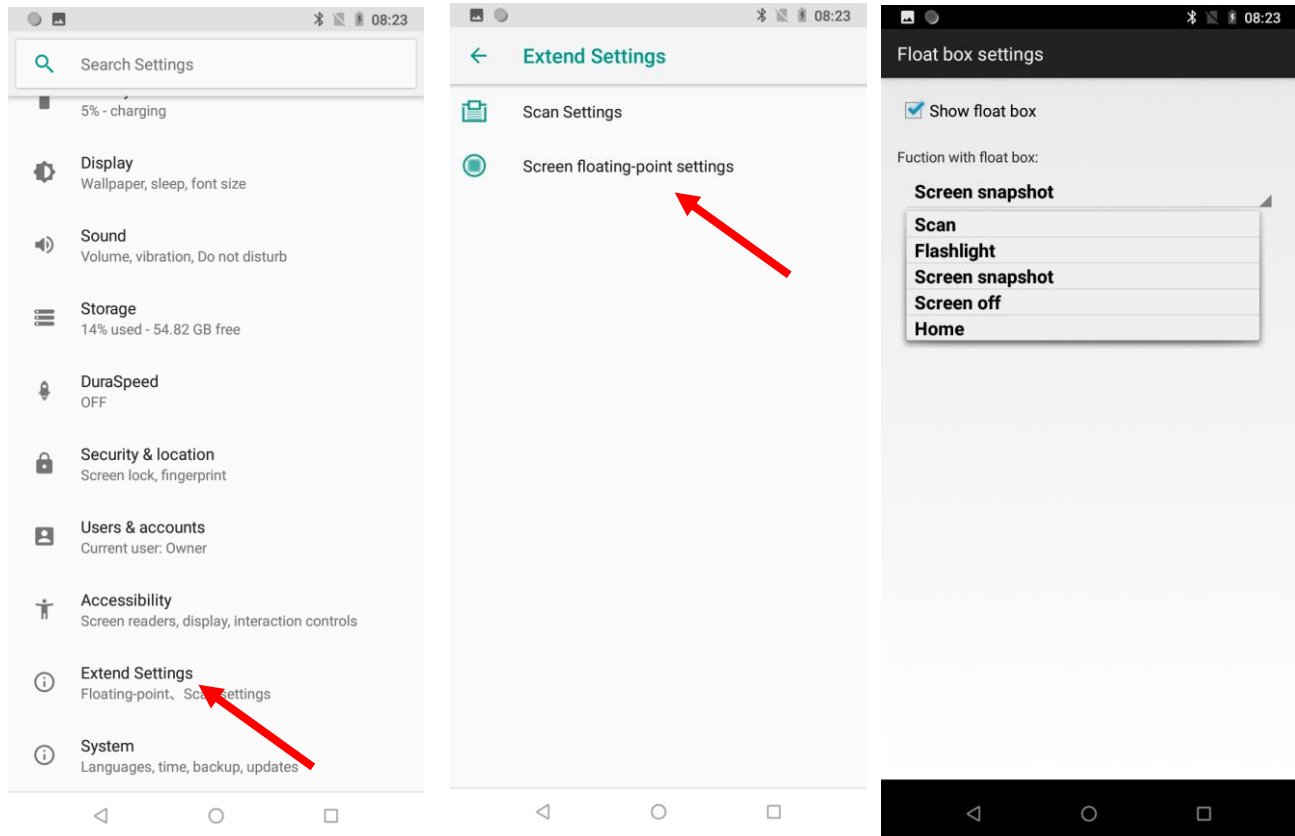 08:23
Search Settings
5% - charging
Display
Wallpaper, sleep, font size
Sound
Volume, vibration, Do not disturb
Storage
14% used - 54.82 GB free
DuraSpeed
OFF
Security & location
Screen lock, fingerprint
Users & accounts
Current user: Owner
Accessibility
Screen readers, display, interaction controls
Extend Settings
Floating-point、Scan settings
System
Languages, time, backup, updates
08:23
Extend Settings
Scan Settings
Screen floating-point settings
08:23
Float box settings
Show float box
Fuction with float box:
Screen snapshot
Scan
Flashlight
Screen snapshot
Screen off
Home